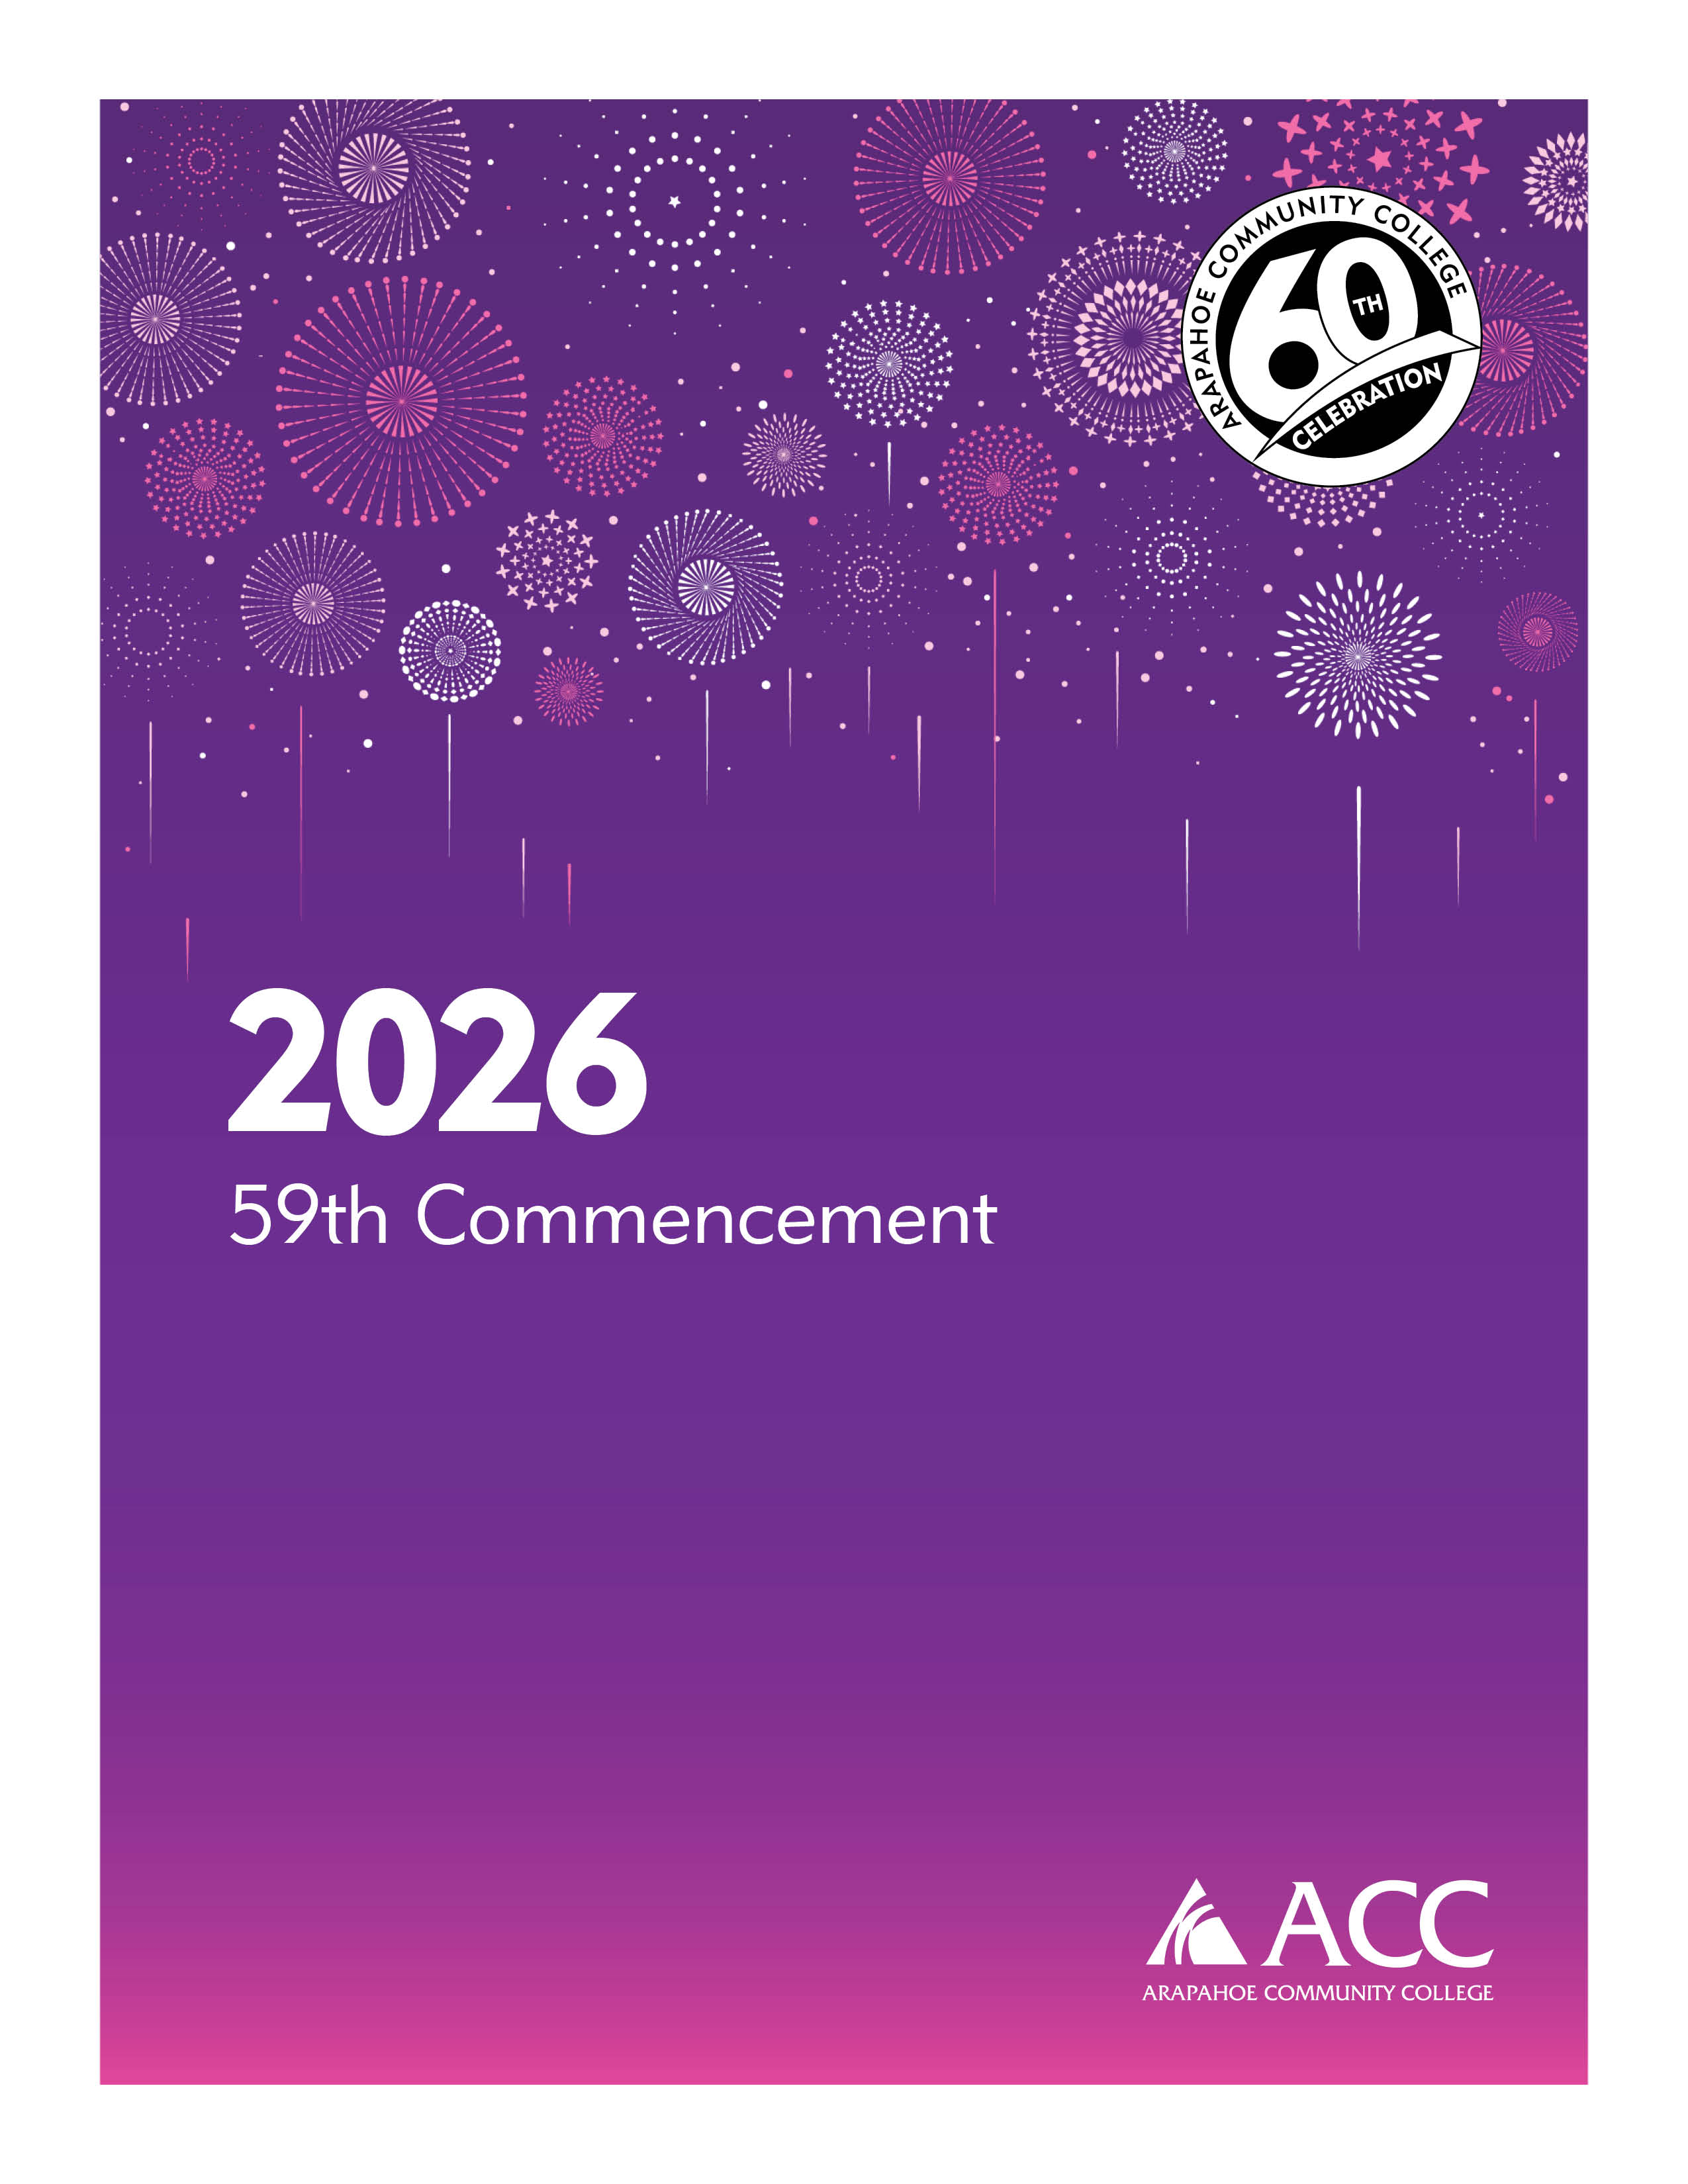 ARAPAHOE COMMUNITY COLLEGE
60TH
CELEBRATION
2026
59th Commencement
ACC
ARAPAHOE COMMUNITY COLLEGE